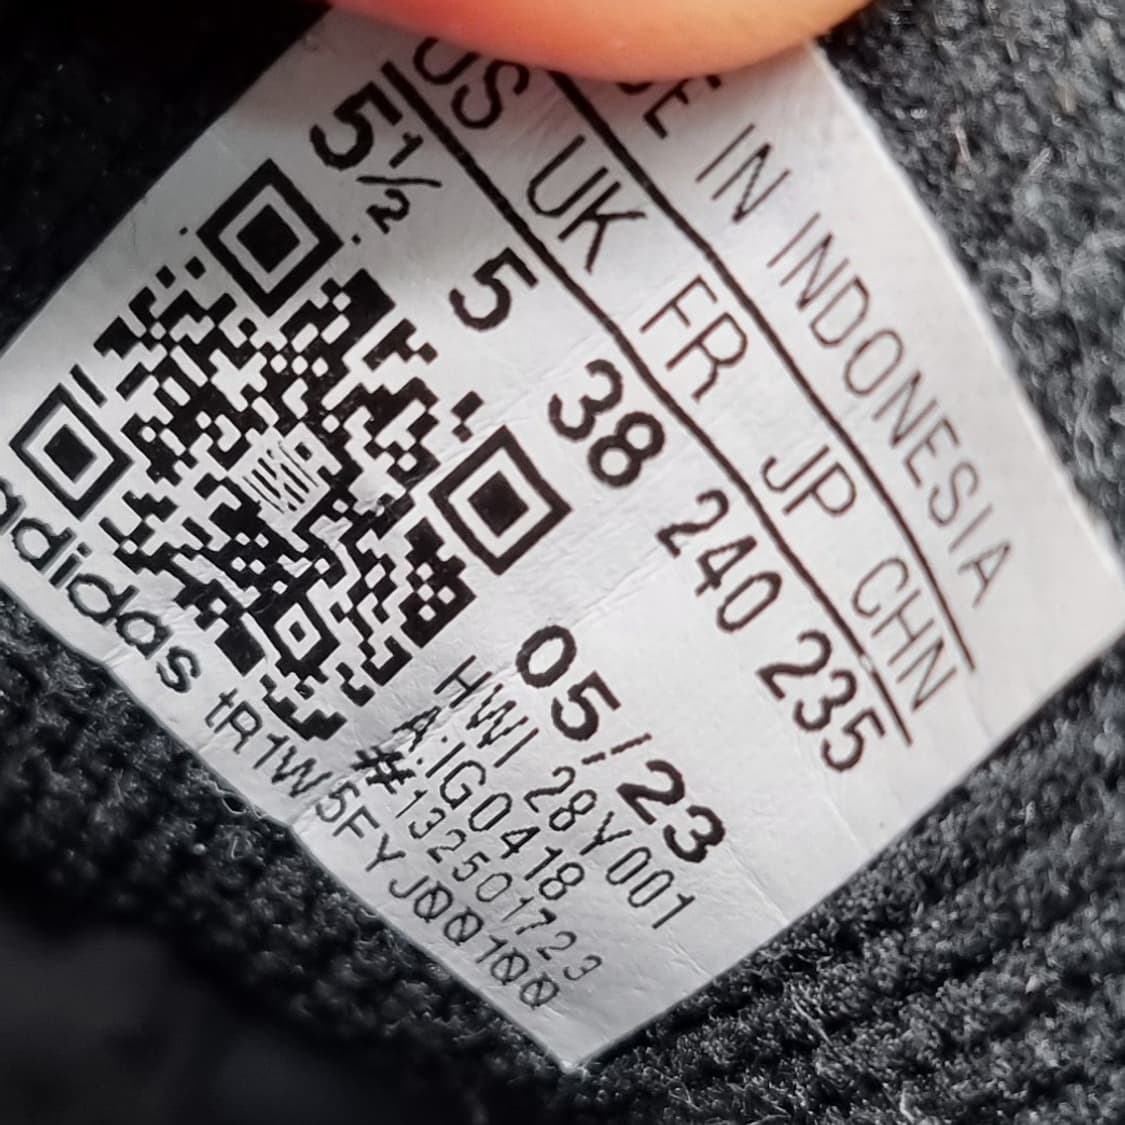 IN INDONESIA
US UK FR JP CHN
5½ 5 38 240 235
05/23
HWI 28Y001
A:IG0418
#132501723
tR1W5FYJ00100
adidas